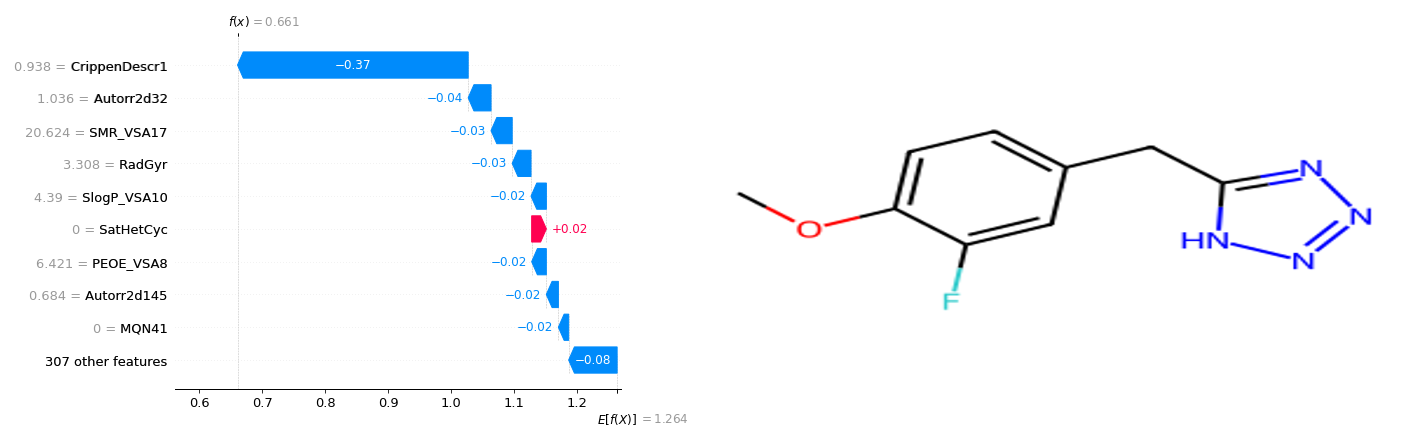 f(x) = 0.661
0.938 = CrippenDescr1
−0.37
1.036 = Autorr2d32
−0.04
20.624 = SMR_VSA17
−0.03
3.308 = RadGyr
−0.03
4.39 = SlogP_VSA10
−0.02
0 = SatHetCyc
+0.02
6.421 = PEOE_VSA8
−0.02
0.684 = Autorr2d145
−0.02
0 = MQN41
−0.02
307 other features
−0.08
0.6 0.7 0.8 0.9 1.0 1.1 1.2
E[f(X)] = 1.264
N
N
HN
N
O
F